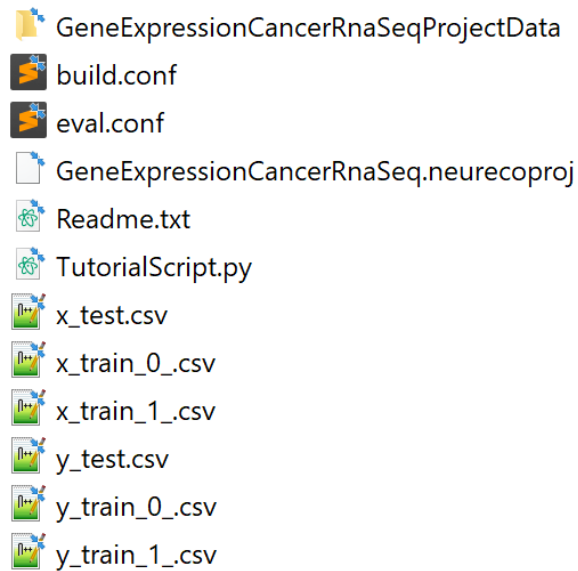 GeneExpressionCancerRnaSeqProjectData
build.conf
eval.conf
GeneExpressionCancerRnaSeq.neurecoproj
Readme.txt
TutorialScript.py
x_test.csv
x_train_0_.csv
x_train_1_.csv
y_test.csv
y_train_0_.csv
y_train_1_.csv